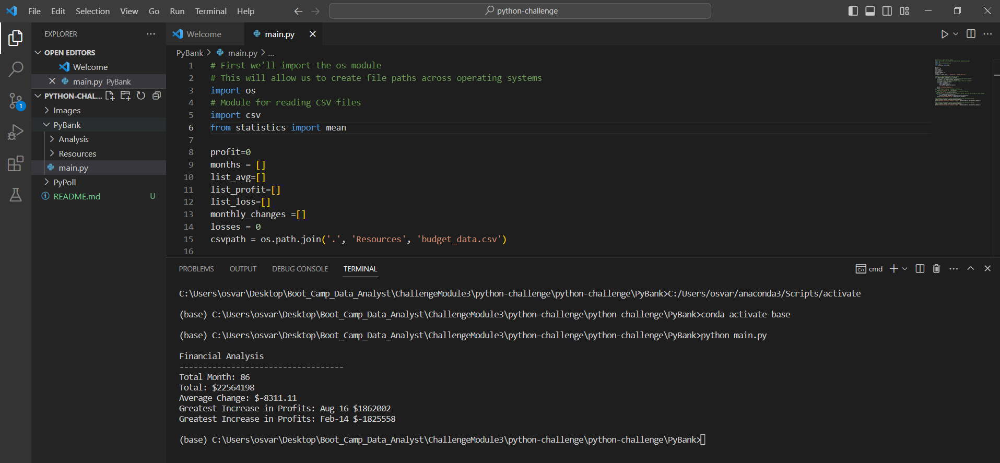 File Edit Selection View Go Run Terminal Help
python-challenge
EXPLORER
OPEN EDITORS
Welcome
main.py PyBank
PYTHON-CHAL...
1
Images
PyBank
Analysis
Resources
main.py
PyPoll
README.md U
Welcome
main.py
PyBank > main.py > ...
1 # First we'll import the os module
2 # This will allow us to create file paths across operating systems
3 import os
4 # Module for reading CSV files
5 import csv
6 from statistics import mean
7
8 profit=0
9 months = []
10 list_avg=[]
11 list_profit=[]
12 list_loss=[]
13 monthly_changes =[]
14 losses = 0
15 csvpath = os.path.join('.', 'Resources', 'budget_data.csv')
16
PROBLEMS OUTPUT DEBUG CONSOLE TERMINAL
cmd
C:\Users\osvar\Desktop\Boot_Camp_Data_Analyst\ChallengeModule3\python-challenge\python-challenge\PyBank>C:/Users/osvar/anaconda3/Scripts/activate
(base) C:\Users\osvar\Desktop\Boot_Camp_Data_Analyst\ChallengeModule3\python-challenge\python-challenge\PyBank>conda activate base
(base) C:\Users\osvar\Desktop\Boot_Camp_Data_Analyst\ChallengeModule3\python-challenge\python-challenge\PyBank>python main.py
Financial Analysis
-----------------------------------
Total Month: 86
Total: $22564198
Average Change: $-8311.11
Greatest Increase in Profits: Aug-16 $1862002
Greatest Increase in Profits: Feb-14 $-1825558
(base) C:\Users\osvar\Desktop\Boot_Camp_Data_Analyst\ChallengeModule3\python-challenge\python-challenge\PyBank>